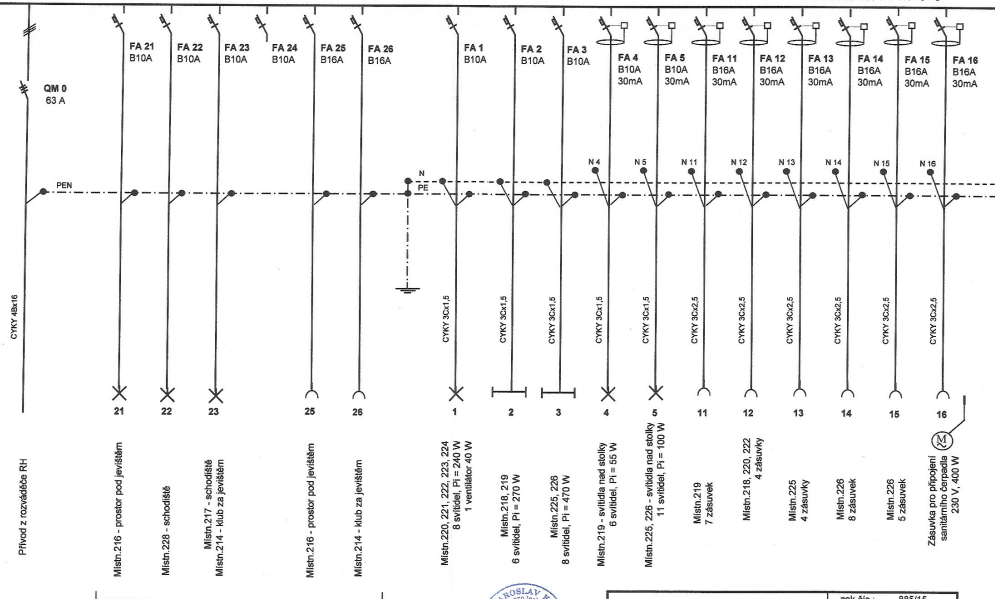 QM 0
63 A
FA 21
B10A
FA 22
B10A
FA 23
B10A
FA 24
B10A
FA 25
B16A
FA 26
B16A
FA 1
B10A
FA 2
B10A
FA 3
B10A
FA 4
B10A
30mA
FA 5
B10A
30mA
FA 11
B16A
30mA
FA 12
B16A
30mA
FA 13
B16A
30mA
FA 14
B16A
30mA
FA 15
B16A
30mA
FA 16
B16A
30mA
PEN
N
PE
N 4
N 5
N 11
N 12
N 13
N 14
N 15
N 16
CYKY 4Bx16
CYKY 3Cx1,5
CYKY 3Cx1,5
CYKY 3Cx1,5
CYKY 3Cx1,5
CYKY 3Cx1,5
CYKY 3Cx2,5
CYKY 3Cx2,5
CYKY 3Cx2,5
CYKY 3Cx2,5
CYKY 3Cx2,5
CYKY 3Cx2,5
21
22
23
25
26
1
2
3
4
5
11
12
13
14
15
16
M
Přívod z rozváděče RH
Místn.216 - prostor pod jevištěm
Místn.228 - schodiště
Místn.217 - schodiště
Místn.214 - klub za jevištěm
Místn.216 - prostor pod jevištěm
Místn.214 - klub za jevištěm
Místn.220, 221, 222, 223, 224
8 svítidel, Pi = 240 W
1 ventilátor 40 W
Místn.218, 219
6 svítidel, Pi = 270 W
Místn.225, 226
8 svítidel, Pi = 470 W
Místn.219 - svítidla nad stolky
6 svítidel, Pi = 55 W
Místn.225, 226 - svítidla nad stolky
11 svítidel, Pi = 100 W
Místn.219
7 zásuvek
Místn.218, 220, 222
4 zásuvky
Místn.225
4 zásuvky
Místn.226
8 zásuvek
Místn.226
5 zásuvek
Zásuvka pro připojení
sanitárního čerpadla
230 V, 400 W